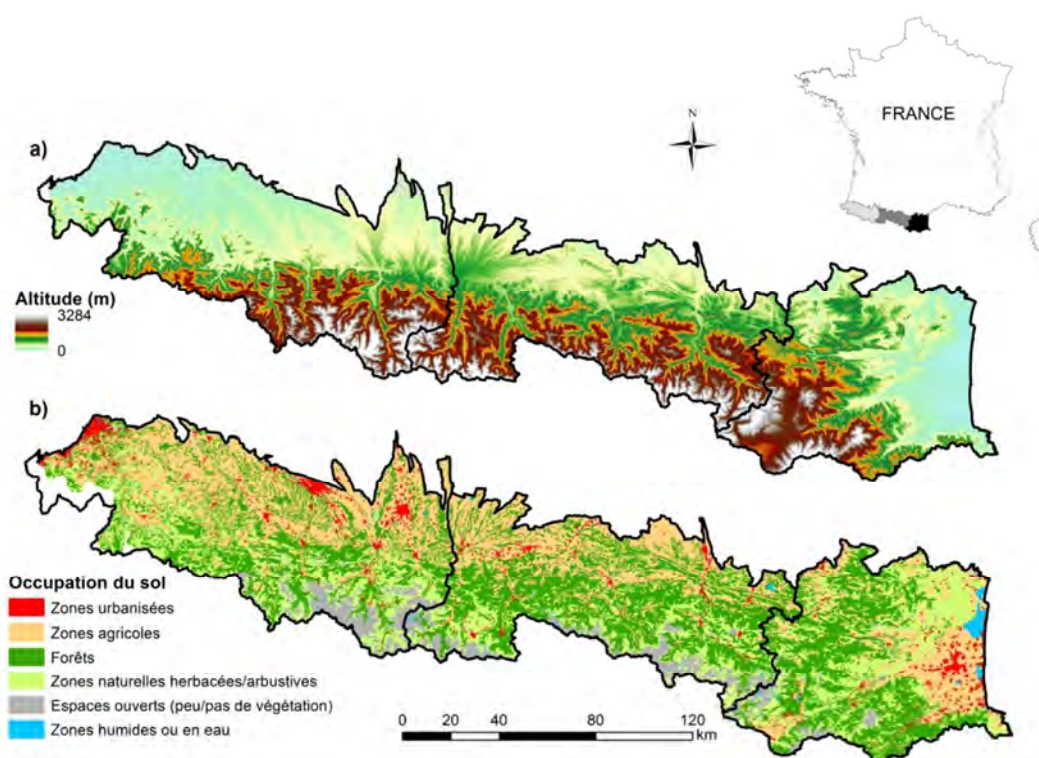 FRANCE
N
a)
Altitude (m)
3284
0
b)
Occupation du sol
Zones urbanisées
Zones agricoles
Forêts
Zones naturelles herbacées/arbustives
Espaces ouverts (peu/pas de végétation)
Zones humides ou en eau
0 20 40 80 120
km